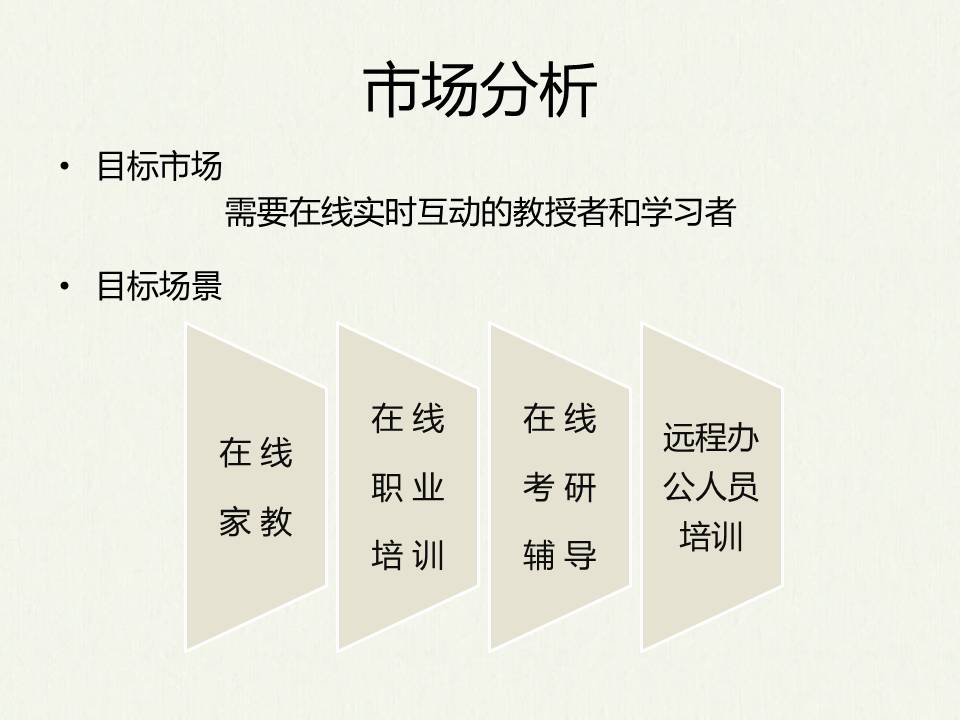 市场分析
• 目标市场
需要在线实时互动的教授者和学习者
• 目标场景
在 线
家 教
在 线
职 业
培 训
在 线
考 研
辅 导
远程办
公人员
培训